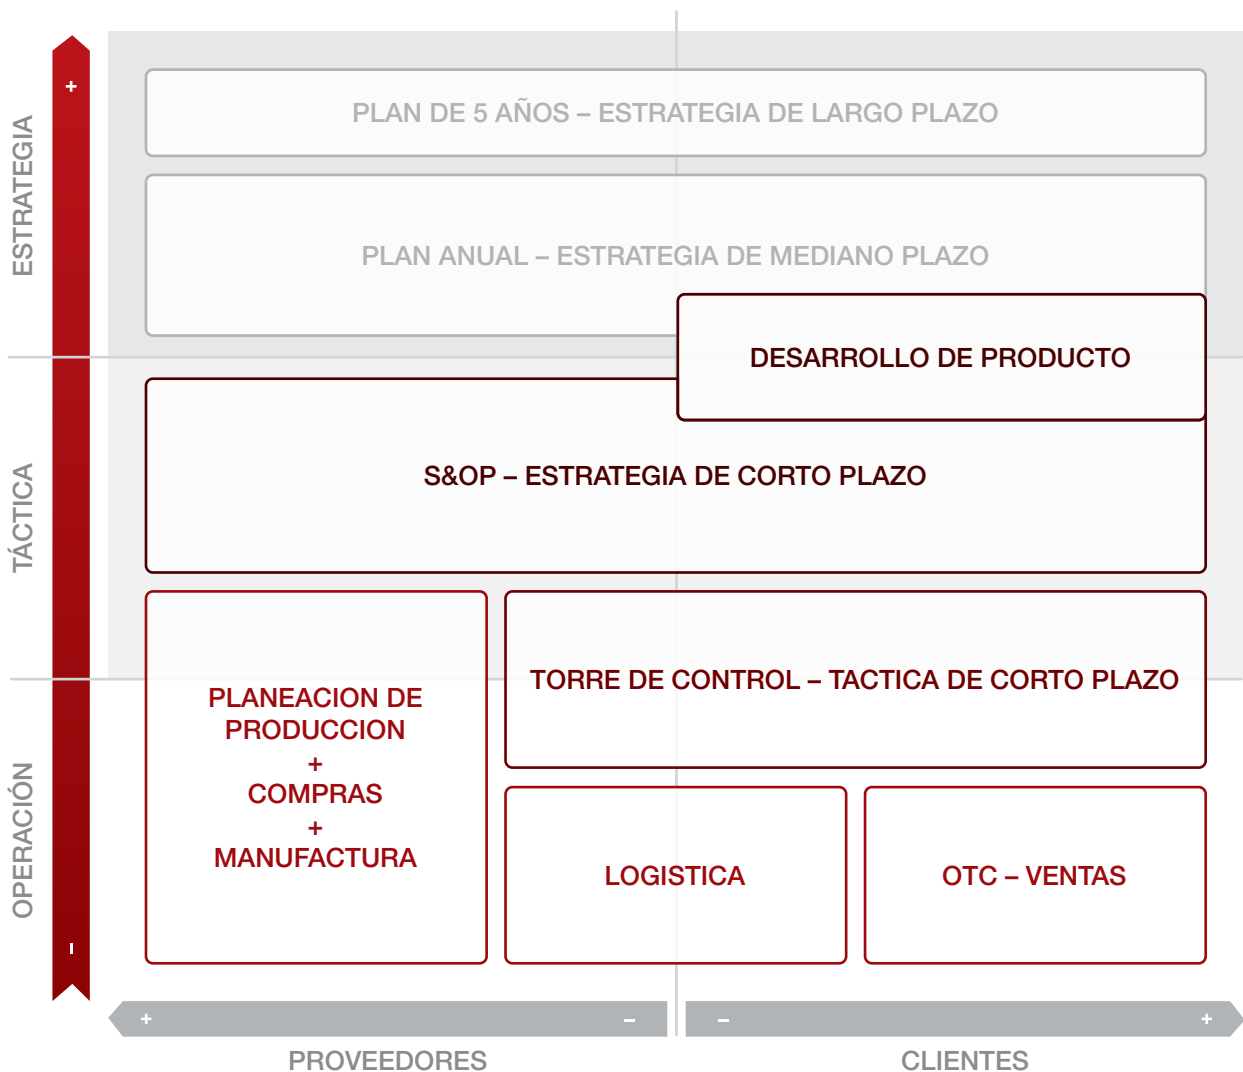 ESTRATEGIA
TÁCTICA
OPERACIÓN
+
–
PLAN DE 5 AÑOS – ESTRATEGIA DE LARGO PLAZO
PLAN ANUAL – ESTRATEGIA DE MEDIANO PLAZO
DESARROLLO DE PRODUCTO
S&OP – ESTRATEGIA DE CORTO PLAZO
PLANEACION DE
PRODUCCION
+
COMPRAS
+
MANUFACTURA
TORRE DE CONTROL – TACTICA DE CORTO PLAZO
LOGISTICA
OTC – VENTAS
+ – – +
PROVEEDORES
CLIENTES